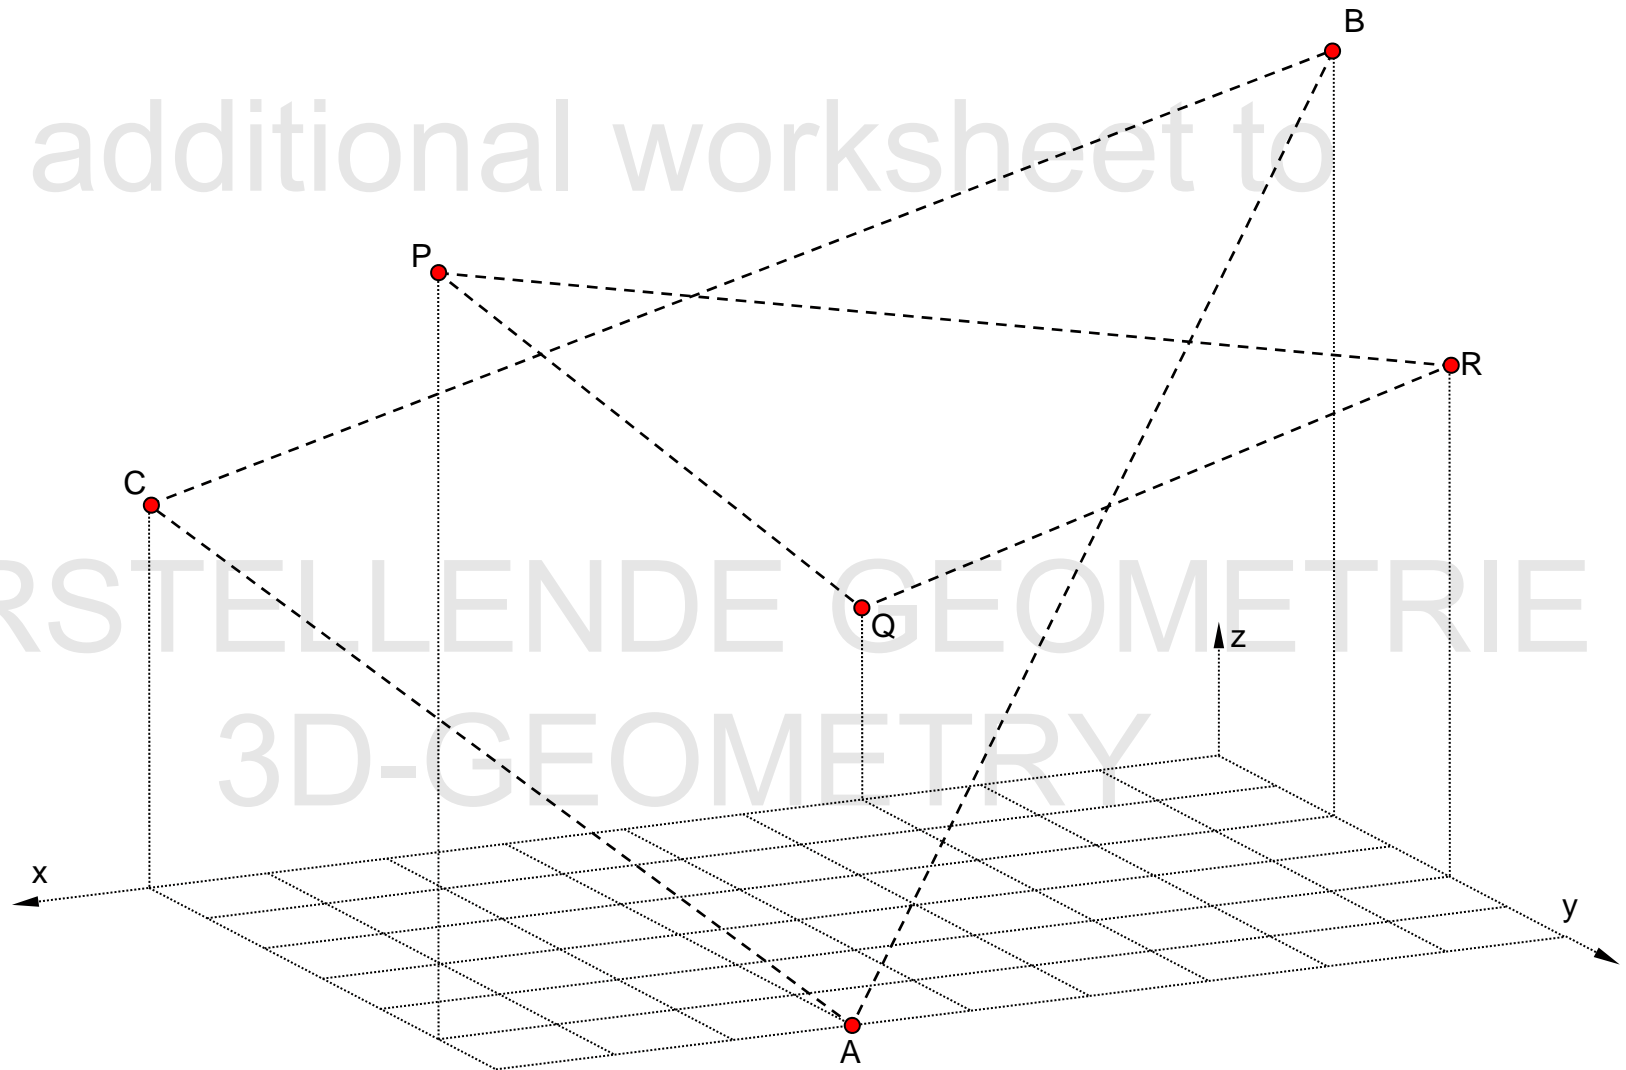 B
additional worksheet to
P
R
C
RSTELLENDE GEOMETRIE
Q
z
3D-GEOMETRY
x
y
A